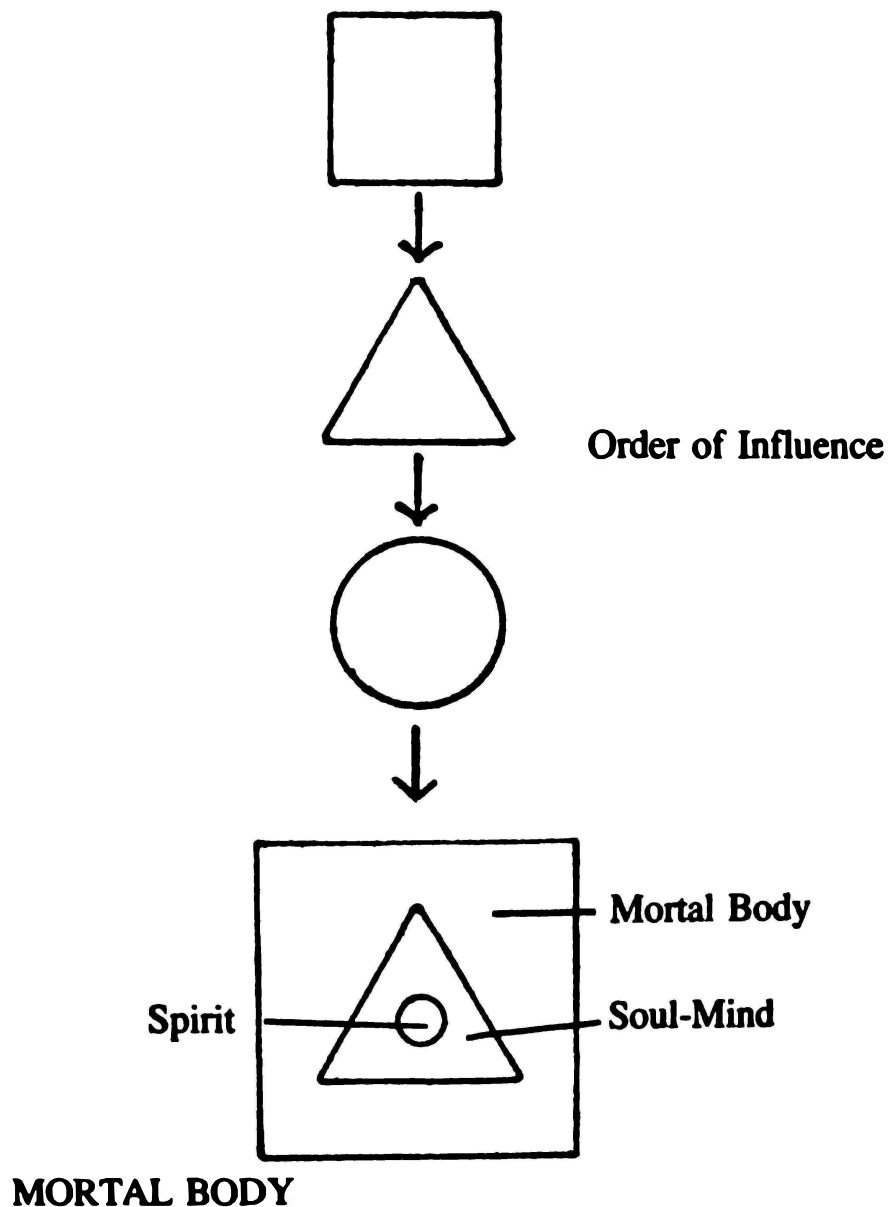 Order of Influence
Mortal Body
Spirit
Soul-Mind
MORTAL BODY